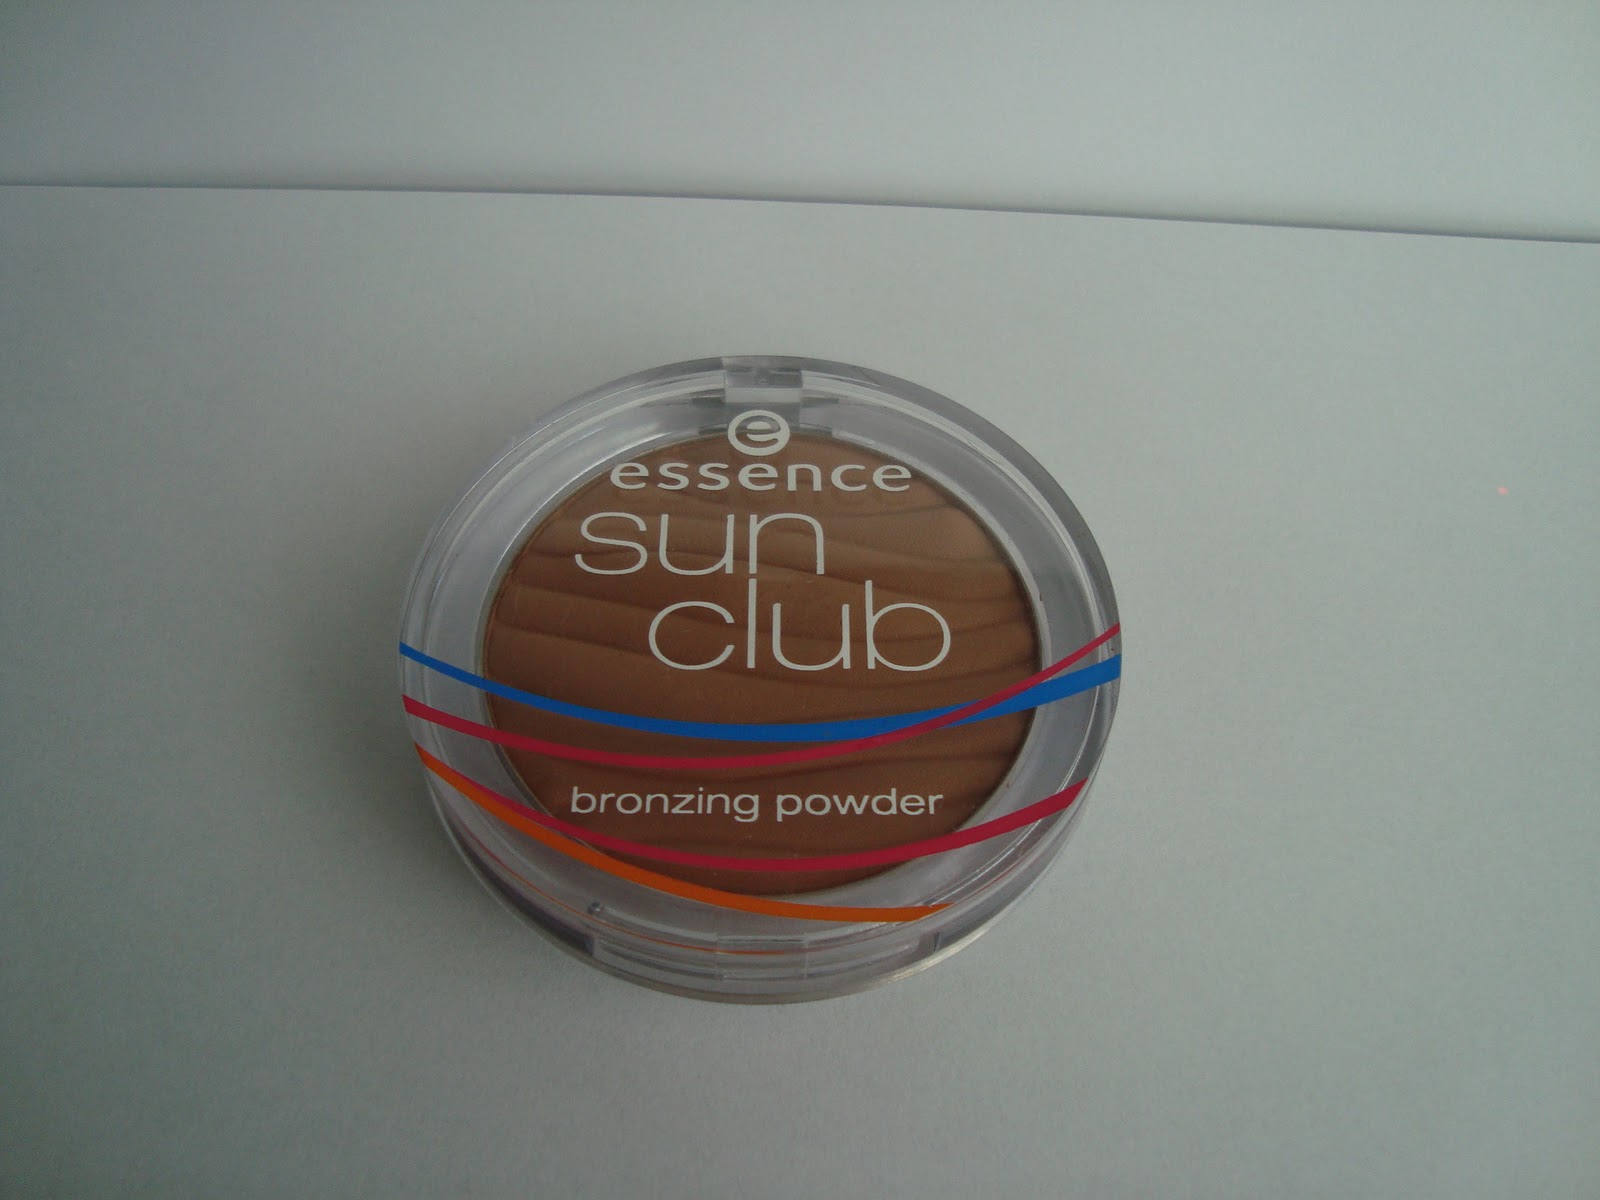 e
essence
sun
club
bronzing powder